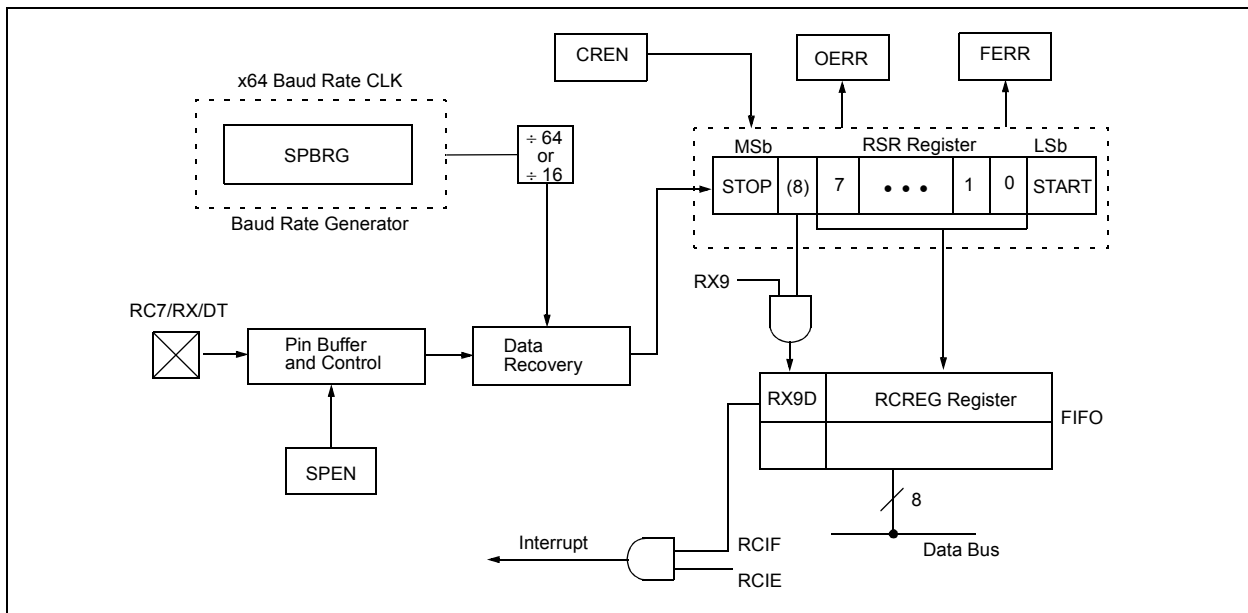 CREN
OERR
FERR
x64 Baud Rate CLK
SPBRG
Baud Rate Generator
÷ 64
or
÷ 16
MSb
RSR Register
LSb
STOP
(8)
7
• • •
1
0
START
RX9
RC7/RX/DT
Pin Buffer
and Control
Data
Recovery
SPEN
RX9D
RCREG Register
FIFO
8
Data Bus
Interrupt
RCIF
RCIE